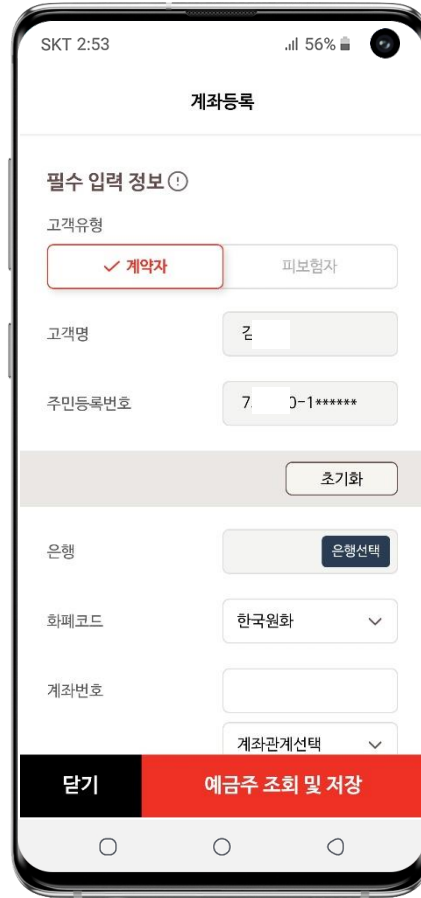 SKT 2:53 56%
계좌등록
필수 입력 정보
고객유형
계약자 피보험자
고객명
주민등록번호 7 0-1******
초기화
은행 은행선택
화폐코드 한국원화
계좌번호
계좌관계선택
닫기 예금주 조회 및 저장